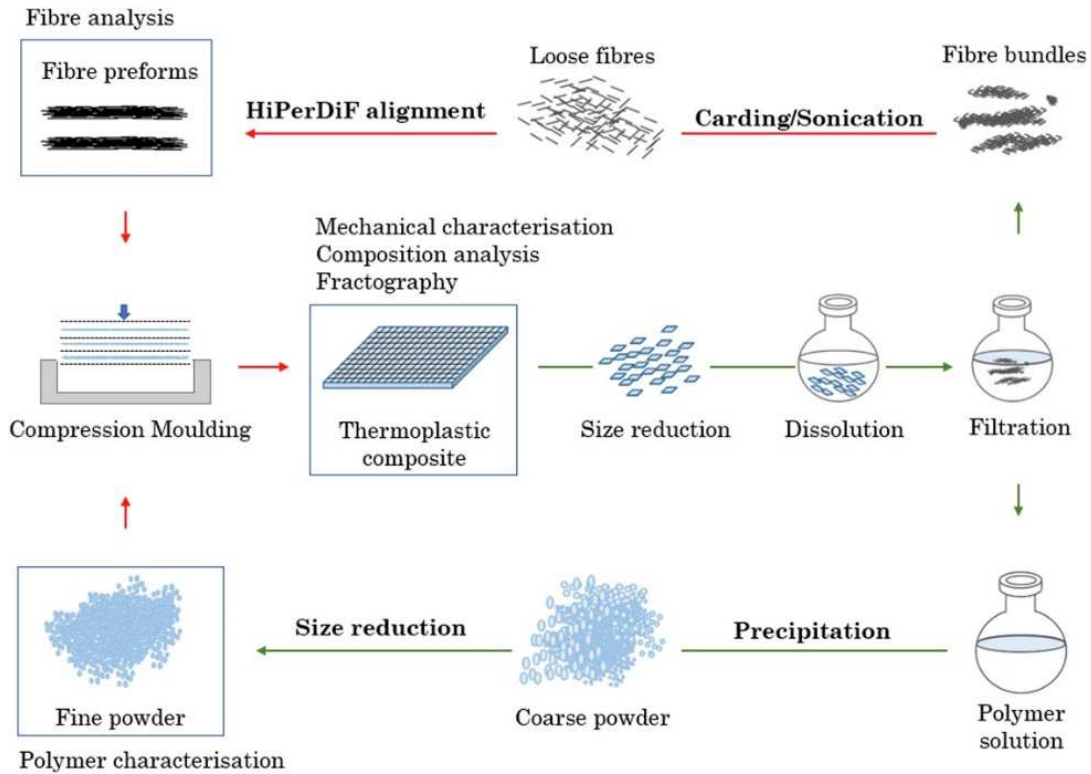 Fibre analysis
Fibre preforms
HiPerDiF alignment
Loose fibres
Carding/Sonication
Fibre bundles
Mechanical characterisation
Composition analysis
Fractography
Compression Moulding
Thermoplastic
composite
Size reduction
Dissolution
Filtration
Fine powder
Size reduction
Coarse powder
Precipitation
Polymer
solution
Polymer characterisation